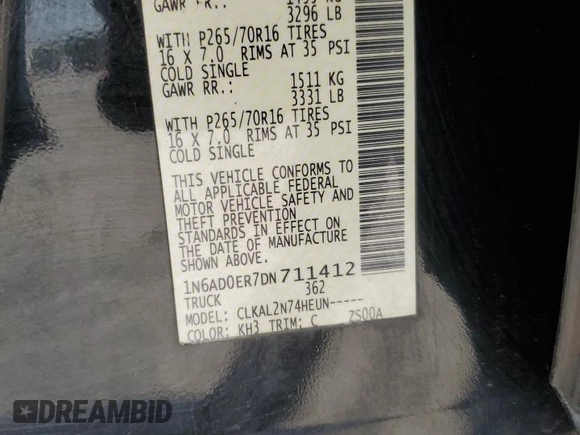 GAWR FR.: 1495 KG
3296 LB
WITH P265/70R16 TIRES
16 X 7.0 RIMS AT 35 PSI
COLD SINGLE
GAWR RR.: 1511 KG
3331 LB
WITH P265/70R16 TIRES
16 X 7.0 RIMS AT 35 PSI
COLD SINGLE
THIS VEHICLE CONFORMS TO
ALL APPLICABLE FEDERAL
MOTOR VEHICLE SAFETY AND
THEFT PREVENTION
STANDARDS IN EFFECT ON
THE DATE OF MANUFACTURE
SHOWN ABOVE.
1N6AD0ER7DN711412
TRUCK 362
MODEL: CLKAL2N74HEUN-----
COLOR: KH3 TRIM: C ZS00A
DREAMBID